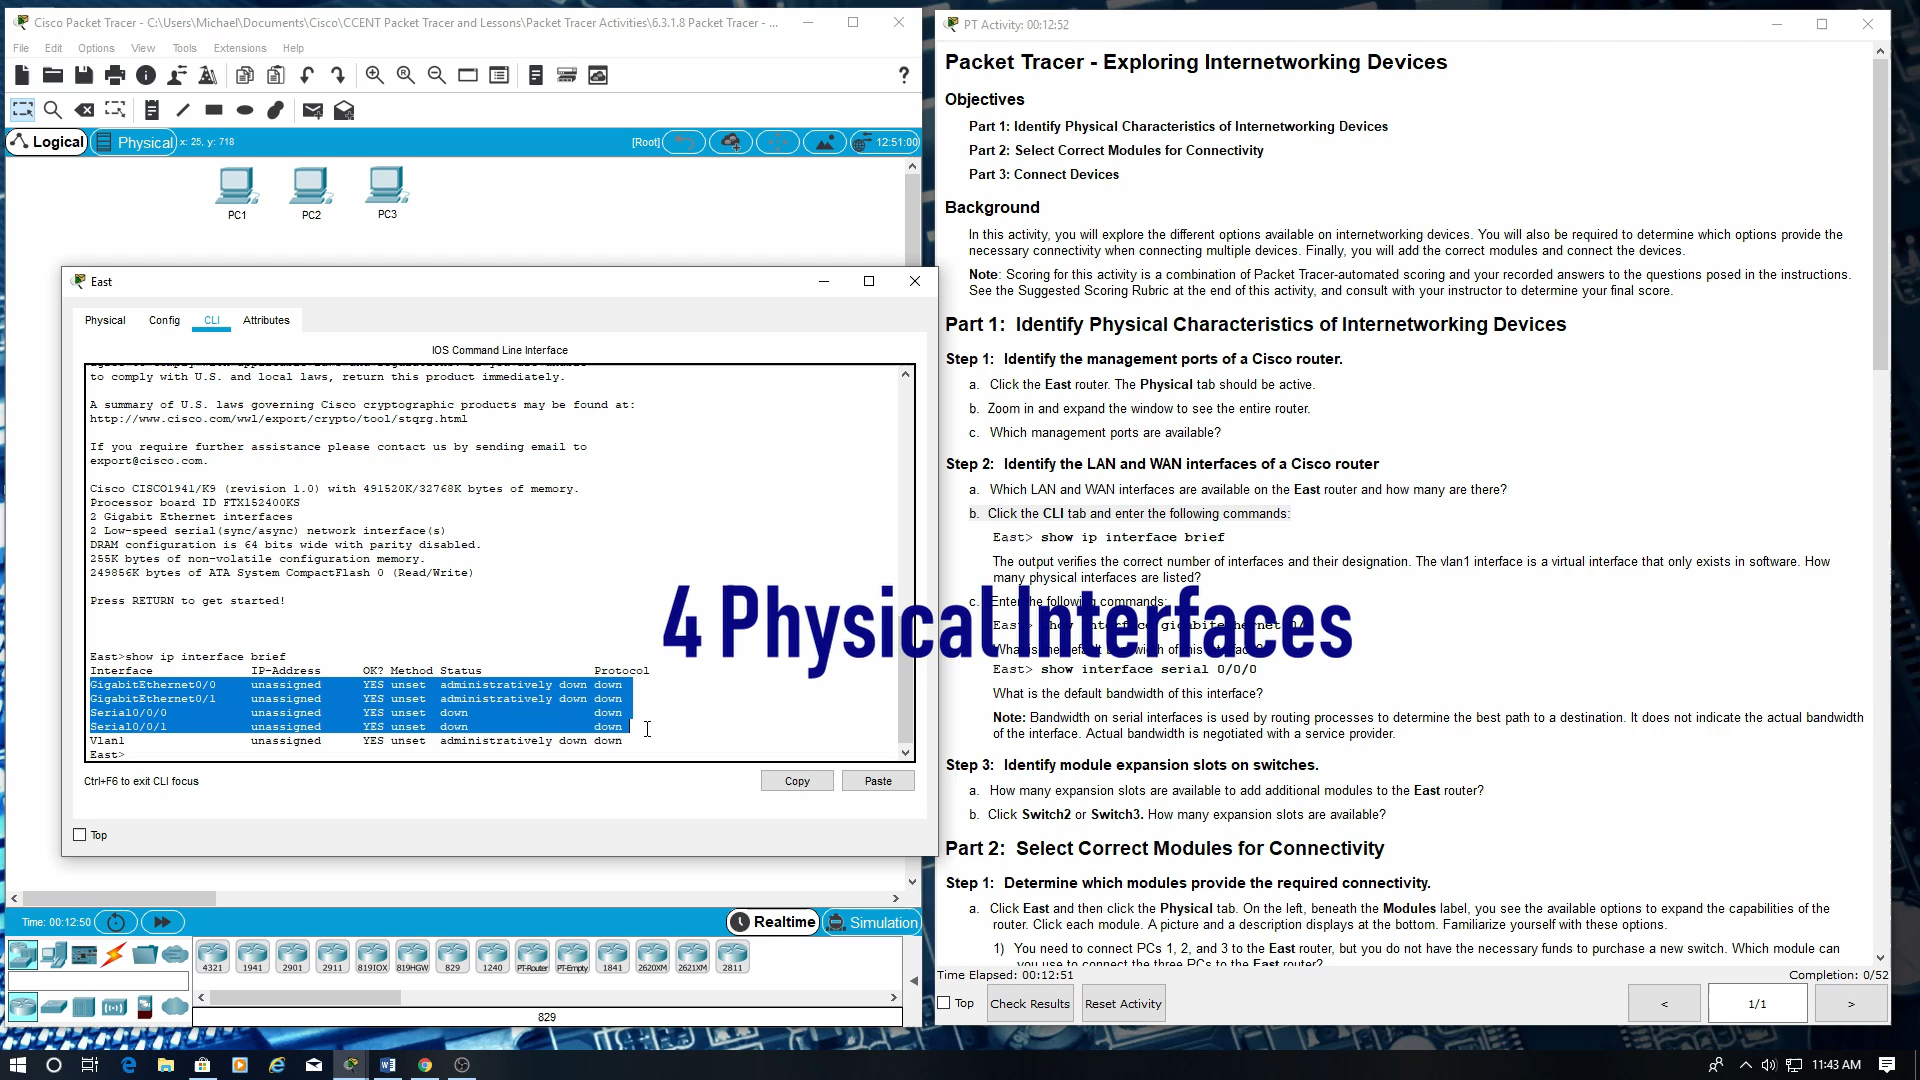 Cisco Packet Tracer - C:\Users\Michael\Documents\Cisco\CCENT Packet Tracer and Lessons\Packet Tracer Activities\6.3.1.8 Packet Tracer - ...
File Edit Options View Tools Extensions Help
?
Logical Physical x: 25, y: 718 [Root] 12:51:00
PC1 PC2 PC3
East
Physical Config CLI Attributes
IOS Command Line Interface
to comply with U.S. and local laws, return this product immediately.
A summary of U.S. laws governing Cisco cryptographic products may be found at:
http://www.cisco.com/wwl/export/crypto/tool/stqrg.html
If you require further assistance please contact us by sending email to
export@cisco.com.
Cisco CISCO1941/K9 (revision 1.0) with 491520K/32768K bytes of memory.
Processor board ID FTX152400KS
2 Gigabit Ethernet interfaces
2 Low-speed serial(sync/async) network interface(s)
DRAM configuration is 64 bits wide with parity disabled.
255K bytes of non-volatile configuration memory.
249856K bytes of ATA System CompactFlash 0 (Read/Write)
Press RETURN to get started!
East>show ip interface brief
Interface IP-Address OK? Method Status Protocol
GigabitEthernet0/0 unassigned YES unset administratively down down
GigabitEthernet0/1 unassigned YES unset administratively down down
Serial0/0/0 unassigned YES unset down down
Serial0/0/1 unassigned YES unset down down
Vlan1 unassigned YES unset administratively down down
East>
Ctrl+F6 to exit CLI focus
Copy Paste
Top
Time: 00:12:50 Realtime Simulation
4321 1941 2901 2911 819IOX 819HGW 829 1240 PT-Router PT-Empty 1841 2620XM 2621XM 2811
829
4 Physical Interfaces
PT Activity: 00:12:52
Packet Tracer - Exploring Internetworking Devices
Objectives
Part 1: Identify Physical Characteristics of Internetworking Devices
Part 2: Select Correct Modules for Connectivity
Part 3: Connect Devices
Background
In this activity, you will explore the different options available on internetworking devices. You will also be required to determine which options provide the
necessary connectivity when connecting multiple devices. Finally, you will add the correct modules and connect the devices.
Note: Scoring for this activity is a combination of Packet Tracer-automated scoring and your recorded answers to the questions posed in the instructions.
See the Suggested Scoring Rubric at the end of this activity, and consult with your instructor to determine your final score.
Part 1: Identify Physical Characteristics of Internetworking Devices
Step 1: Identify the management ports of a Cisco router.
a. Click the East router. The Physical tab should be active.
b. Zoom in and expand the window to see the entire router.
c. Which management ports are available?
Step 2: Identify the LAN and WAN interfaces of a Cisco router
a. Which LAN and WAN interfaces are available on the East router and how many are there?
b. Click the CLI tab and enter the following commands:
East> show ip interface brief
The output verifies the correct number of interfaces and their designation. The vlan1 interface is a virtual interface that only exists in software. How
many physical interfaces are listed?
c. Enter the following commands:
East> show interface gigabitethernet 0/
What is the default bandwidth of this interface?
East> show interface serial 0/0/0
What is the default bandwidth of this interface?
Note: Bandwidth on serial interfaces is used by routing processes to determine the best path to a destination. It does not indicate the actual bandwidth
of the interface. Actual bandwidth is negotiated with a service provider.
Step 3: Identify module expansion slots on switches.
a. How many expansion slots are available to add additional modules to the East router?
b. Click Switch2 or Switch3. How many expansion slots are available?
Part 2: Select Correct Modules for Connectivity
Step 1: Determine which modules provide the required connectivity.
a. Click East and then click the Physical tab. On the left, beneath the Modules label, you see the available options to expand the capabilities of the
router. Click each module. A picture and a description displays at the bottom. Familiarize yourself with these options.
1) You need to connect PCs 1, 2, and 3 to the East router, but you do not have the necessary funds to purchase a new switch. Which module can
you use to connect the three PCs to the East router?
Time Elapsed: 00:12:51 Completion: 0/52
Top Check Results Reset Activity < 1/1 >
11:43 AM